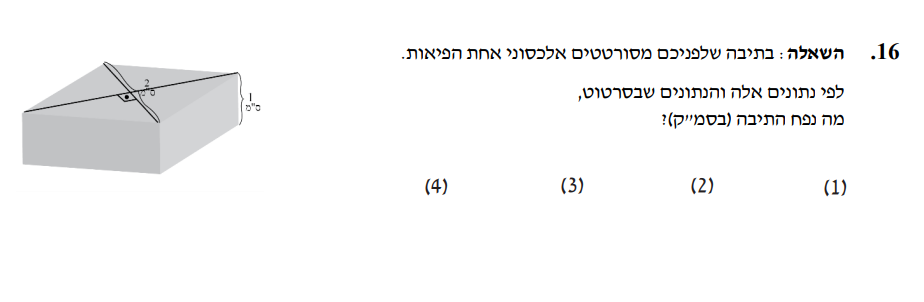 16. השאלה : בתיבה שלפניכם מסורטטים אלכסוני אחת הפיאות.
לפי נתונים אלה והנתונים שבסרטוט,
מה נפח התיבה (בסמ״ק)?
2
ס"מ
1
ס"מ
(1) (2) (3) (4)